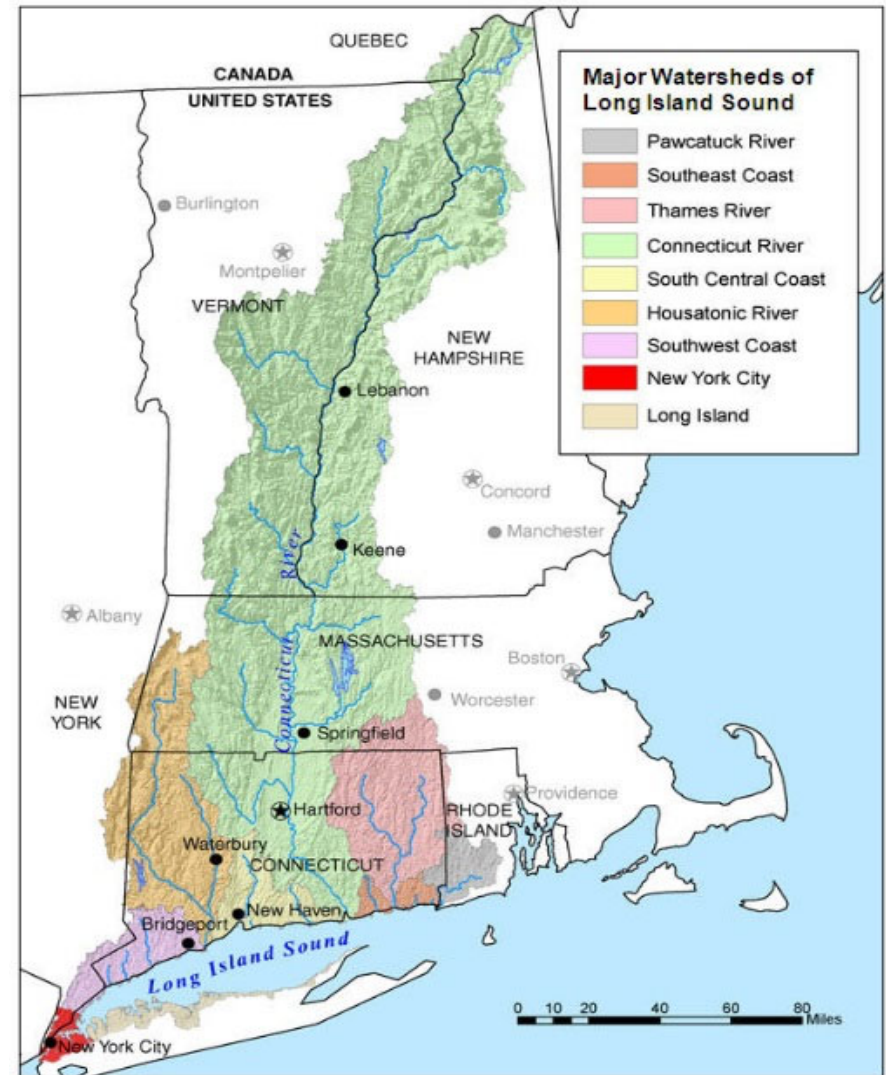 QUEBEC
CANADA
UNITED STATES
Major Watersheds of
Long Island Sound
Pawcatuck River
Southeast Coast
Thames River
Connecticut River
South Central Coast
Housatonic River
Southwest Coast
New York City
Long Island
Burlington
Montpelier
VERMONT
NEW
HAMPSHIRE
Lebanon
Concord
Manchester
Keene
Connecticut River
Albany
MASSACHUSETTS
Boston
Worcester
NEW
YORK
Springfield
Hartford
Providence
RHODE
ISLAND
Waterbury
CONNECTICUT
New Haven
Bridgeport
Long Island Sound
New York City
0 10 20 40 60 80
Miles